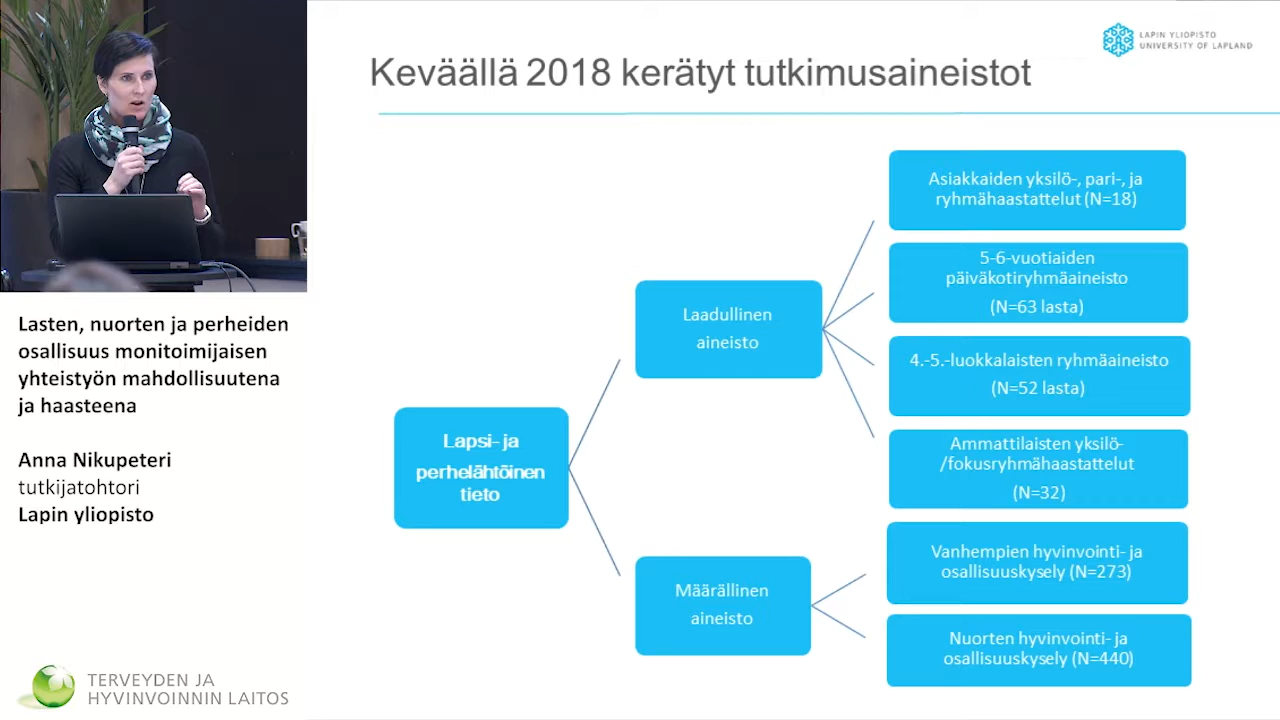 LAPIN YLIOPISTO
UNIVERSITY OF LAPLAND
Keväällä 2018 kerätyt tutkimusaineistot
Lapsi- ja
perhelähtöinen
tieto
Laadullinen
aineisto
Asiakkaiden yksilö-, pari-, ja
ryhmähaastattelut (N=18)
5-6-vuotiaiden
päiväkotiryhmäaineisto
(N=63 lasta)
4.-5.-luokkalaisten ryhmäaineisto
(N=52 lasta)
Ammattilaisten yksilö-
/fokusryhmähaastattelut
(N=32)
Määrällinen
aineisto
Vanhempien hyvinvointi- ja
osallisuuskysely (N=273)
Nuorten hyvinvointi- ja
osallisuuskysely (N=440)
Lasten, nuorten ja perheiden
osallisuus monitoimijaisen
yhteistyön mahdollisuutena
ja haasteena
Anna Nikupeteri
tutkijatohtori
Lapin yliopisto
TERVEYDEN JA
HYVINVOINNIN LAITOS